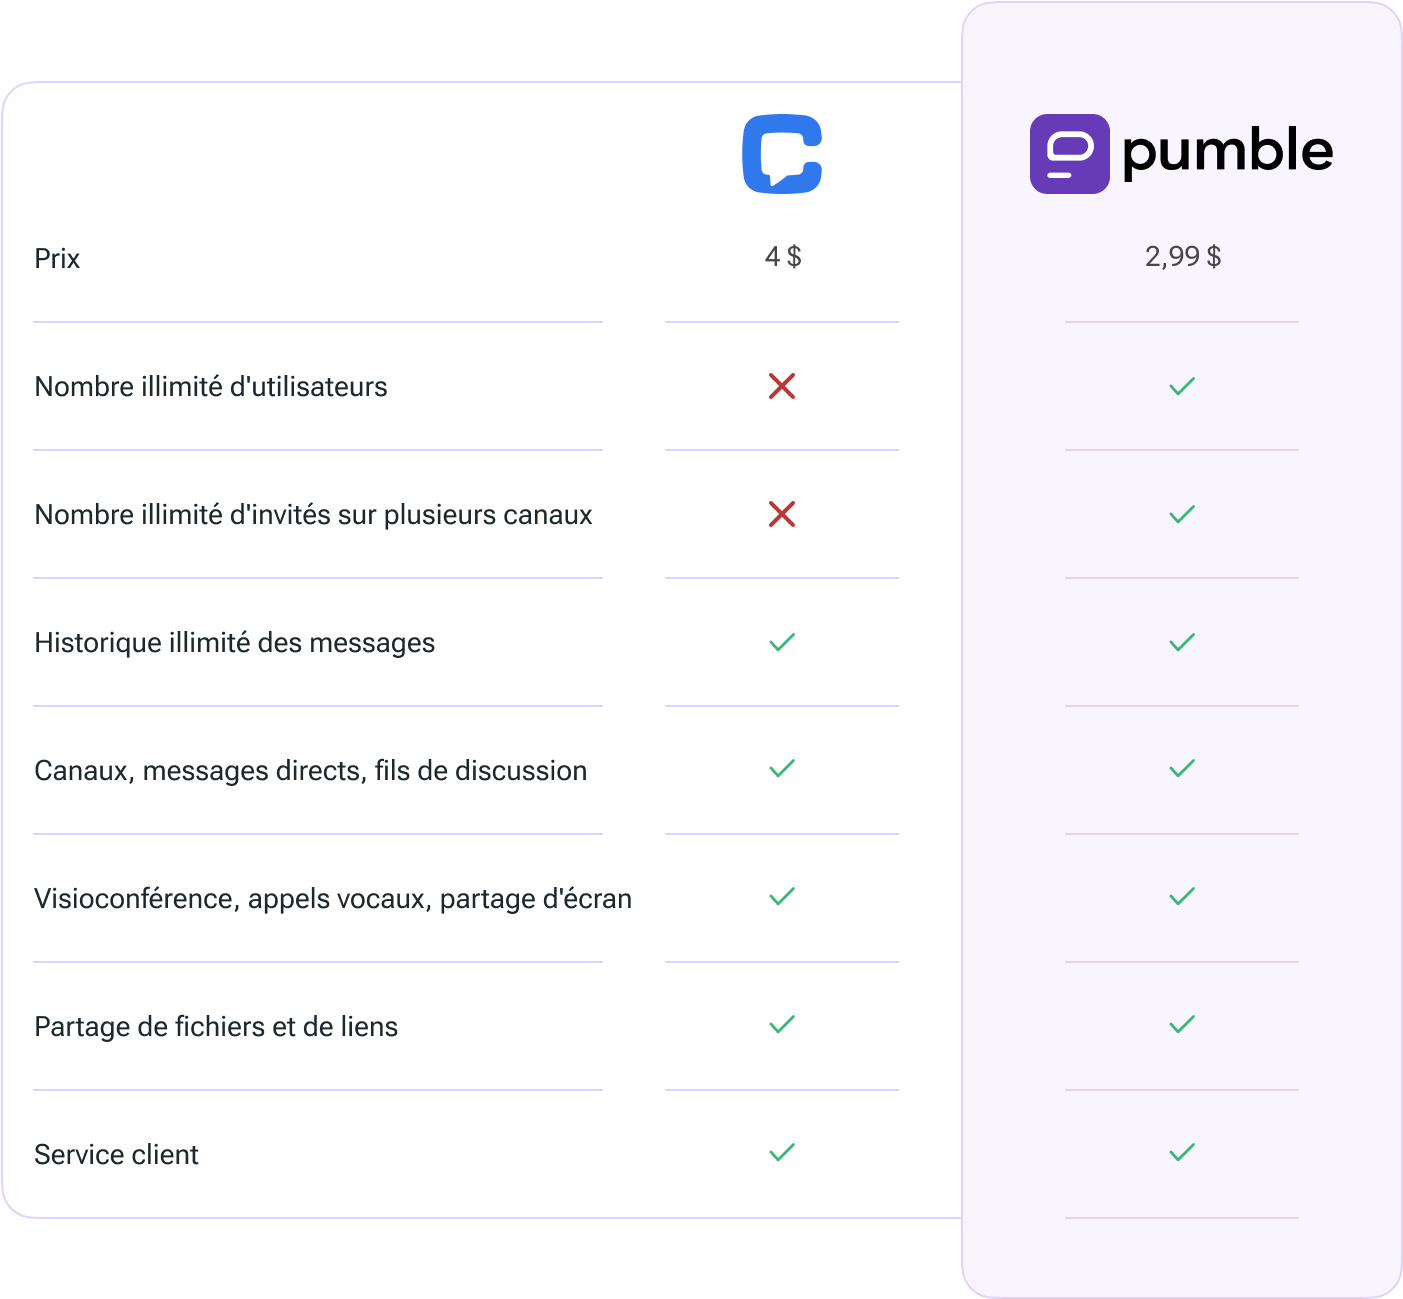 pumble
Prix 4 $ 2,99 $
Nombre illimité d'utilisateurs
Nombre illimité d'invités sur plusieurs canaux
Historique illimité des messages
Canaux, messages directs, fils de discussion
Visioconférence, appels vocaux, partage d'écran
Partage de fichiers et de liens
Service client